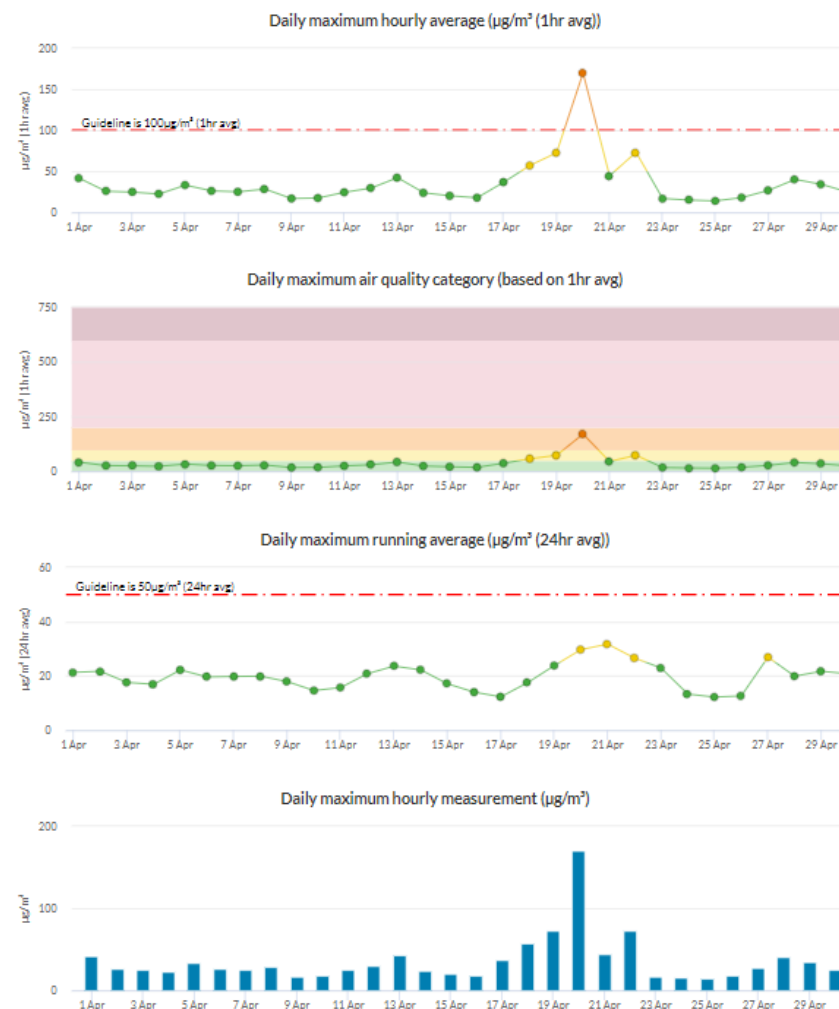 Daily maximum hourly average (µg/m³ (1hr avg))
200
150
100
50
0
µg/m³ (1hr avg)
Guideline is 100µg/m³ (1hr avg)
1 Apr 3 Apr 5 Apr 7 Apr 9 Apr 11 Apr 13 Apr 15 Apr 17 Apr 19 Apr 21 Apr 23 Apr 25 Apr 27 Apr 29 Apr
Daily maximum air quality category (based on 1hr avg)
750
500
250
0
µg/m³ (1hr avg)
1 Apr 3 Apr 5 Apr 7 Apr 9 Apr 11 Apr 13 Apr 15 Apr 17 Apr 19 Apr 21 Apr 23 Apr 25 Apr 27 Apr 29 Apr
Daily maximum running average (µg/m³ (24hr avg))
60
40
20
0
µg/m³ (24hr avg)
Guideline is 50µg/m³ (24hr avg)
1 Apr 3 Apr 5 Apr 7 Apr 9 Apr 11 Apr 13 Apr 15 Apr 17 Apr 19 Apr 21 Apr 23 Apr 25 Apr 27 Apr 29 Apr
Daily maximum hourly measurement (µg/m³)
200
100
0
µg/m³
1 Apr 3 Apr 5 Apr 7 Apr 9 Apr 11 Apr 13 Apr 15 Apr 17 Apr 19 Apr 21 Apr 23 Apr 25 Apr 27 Apr 29 Apr